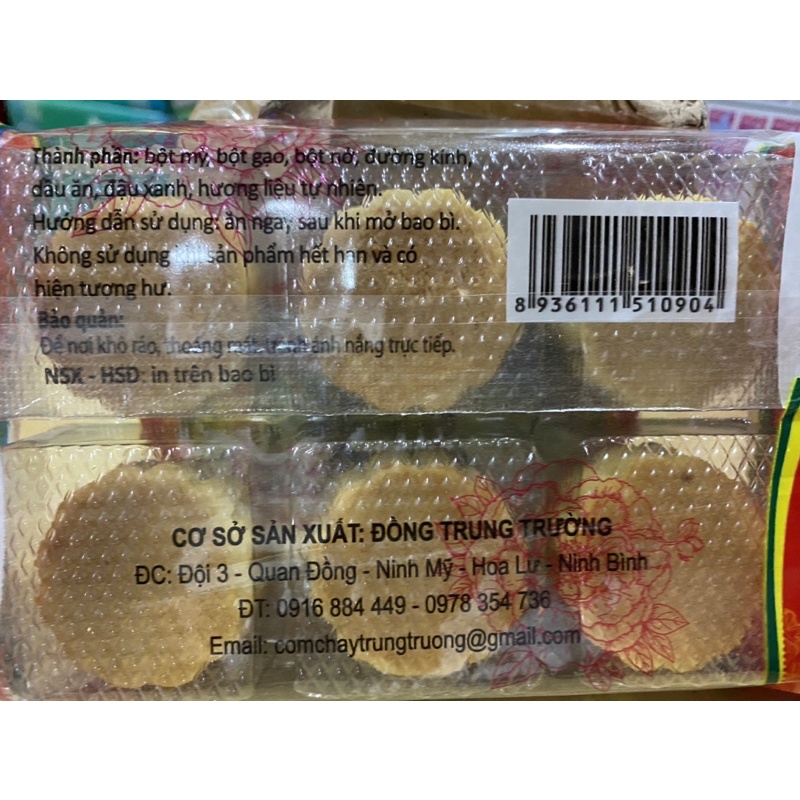 Thành phần: bột mỳ, bột gạo, bột nở, đường kính,
dầu ăn, đậu xanh, hương liệu tự nhiên.
Hướng dẫn sử dụng: ăn ngay sau khi mở bao bì.
Không sử dụng khi sản phẩm hết hạn và có
hiện tượng hư.
Bảo quản:
Để nơi khô ráo, thoáng mát, tránh ánh nắng trực tiếp.
NSX - HSD: in trên bao bì
8 936111 510904
CƠ SỞ SẢN XUẤT: ĐỒNG TRUNG TRƯỜNG
ĐC: Đội 3 - Quan Đồng - Ninh Mỹ - Hoa Lư - Ninh Bình
ĐT: 0916 884 449 - 0978 354 736
Email: comchaytrungtruong@gmail.com